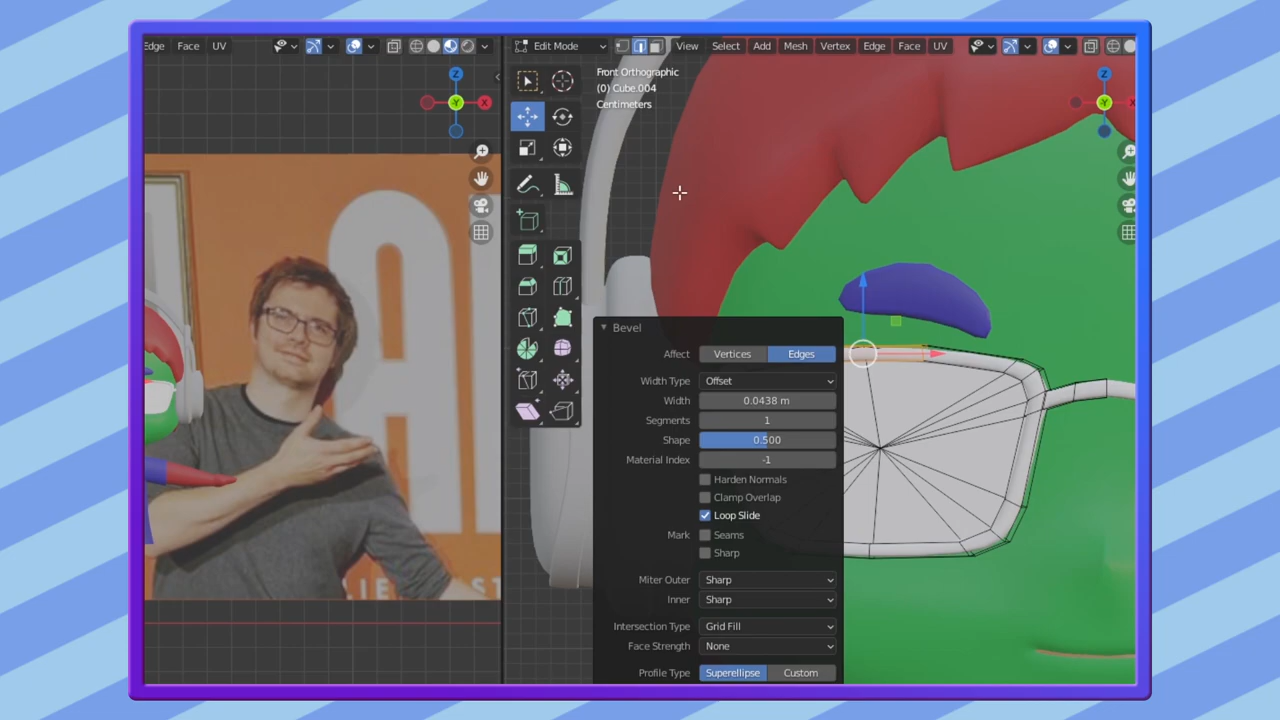 Edge Face UV
Edit Mode View Select Add Mesh Vertex Edge Face UV
Z
X
Y
Front Orthographic
(0) Cube.004
Centimeters
Z
X
Y
Bevel
Affect Vertices Edges
Width Type Offset
Width 0.0438 m
Segments 1
Shape 0.500
Material Index -1
Harden Normals
Clamp Overlap
Loop Slide
Mark Seams
Sharp
Miter Outer Sharp
Inner Sharp
Intersection Type Grid Fill
Face Strength None
Profile Type Superellipse Custom